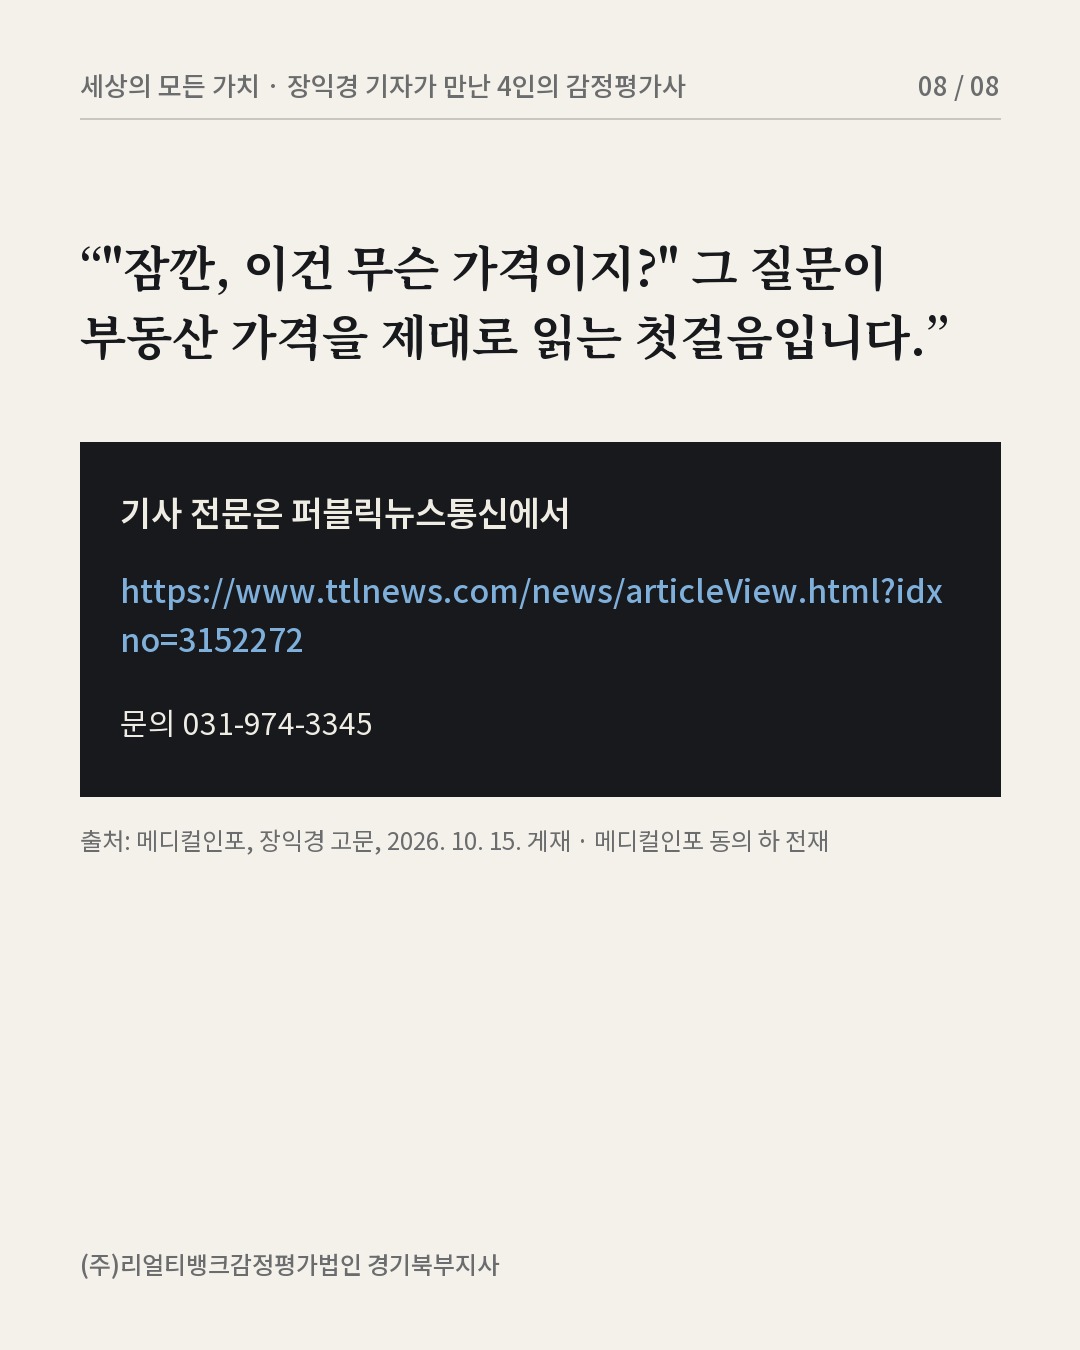 세상의 모든 가치 · 장익경 기자가 만난 4인의 감정평가사
08 / 08
“"잠깐, 이건 무슨 가격이지?" 그 질문이
부동산 가격을 제대로 읽는 첫걸음입니다.”
기사 전문은 퍼블릭뉴스통신에서
https://www.ttlnews.com/news/articleView.html?idx
no=3152272
문의 031-974-3345
출처: 메디컬인포, 장익경 고문, 2026. 10. 15. 게재 · 메디컬인포 동의 하 전재
(주)리얼티뱅크감정평가법인 경기북부지사